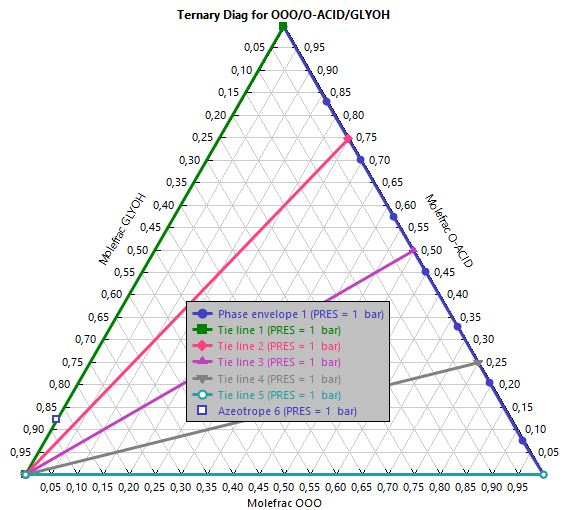 Ternary Diag for OOO/O-ACID/GLYOH
0,05 0,95
0,10 0,90
0,15 0,85
0,20 0,80
0,25 0,75
0,30 0,70
0,35 0,65
0,40 0,60
Molefrac GLYOH
Molefrac O-ACID
0,45 0,55
0,50 0,50
0,55 0,45
0,60 0,40
0,65 0,35
Phase envelope 1 (PRES = 1 bar)
Tie line 1 (PRES = 1 bar)
Tie line 2 (PRES = 1 bar)
Tie line 3 (PRES = 1 bar)
Tie line 4 (PRES = 1 bar)
Tie line 5 (PRES = 1 bar)
Azeotrope 6 (PRES = 1 bar)
0,70 0,30
0,75 0,25
0,80 0,20
0,85 0,15
0,90 0,10
0,95 0,05
0,05 0,10 0,15 0,20 0,25 0,30 0,35 0,40 0,45 0,50 0,55 0,60 0,65 0,70 0,75 0,80 0,85 0,90 0,95
Molefrac OOO